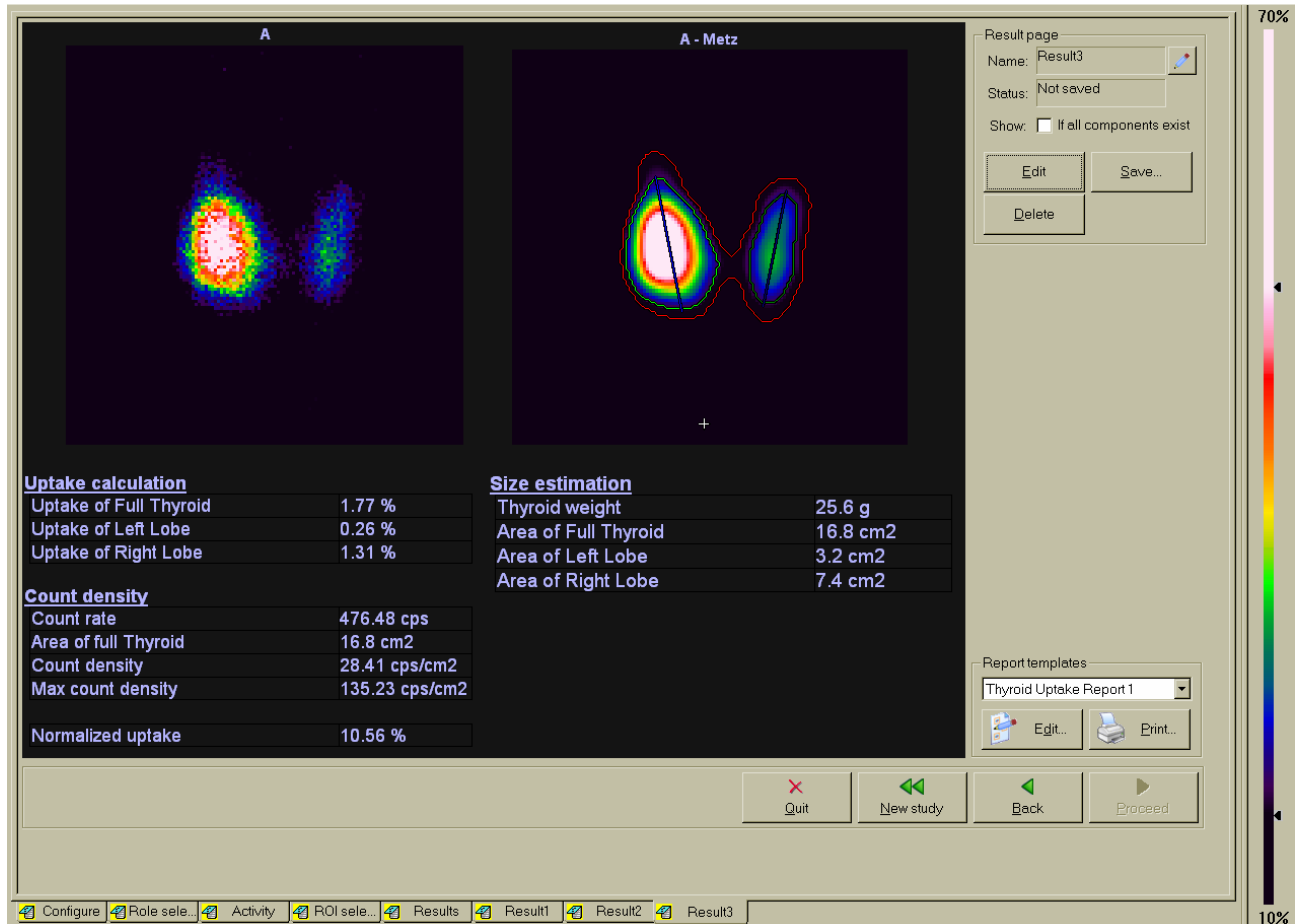 A
A - Metz
Uptake calculation
Uptake of Full Thyroid 1.77 %
Uptake of Left Lobe 0.26 %
Uptake of Right Lobe 1.31 %
Count density
Count rate 476.48 cps
Area of full Thyroid 16.8 cm2
Count density 28.41 cps/cm2
Max count density 135.23 cps/cm2
Normalized uptake 10.56 %
Size estimation
Thyroid weight 25.6 g
Area of Full Thyroid 16.8 cm2
Area of Left Lobe 3.2 cm2
Area of Right Lobe 7.4 cm2
Result page
Name: Result3
Status: Not saved
Show: If all components exist
Edit Save...
Delete
Report templates
Thyroid Uptake Report 1
Edit... Print...
Quit New study Back Proceed
Configure Role sele... Activity ROI sele... Results Result1 Result2 Result3
70%
10%